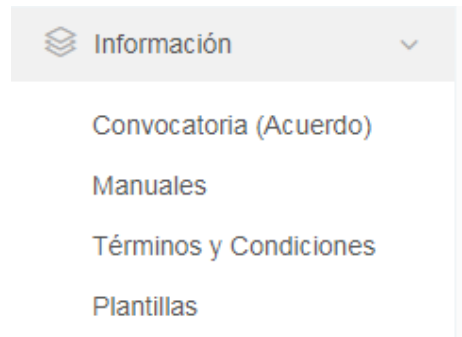 Información
Convocatoria (Acuerdo)
Manuales
Términos y Condiciones
Plantillas